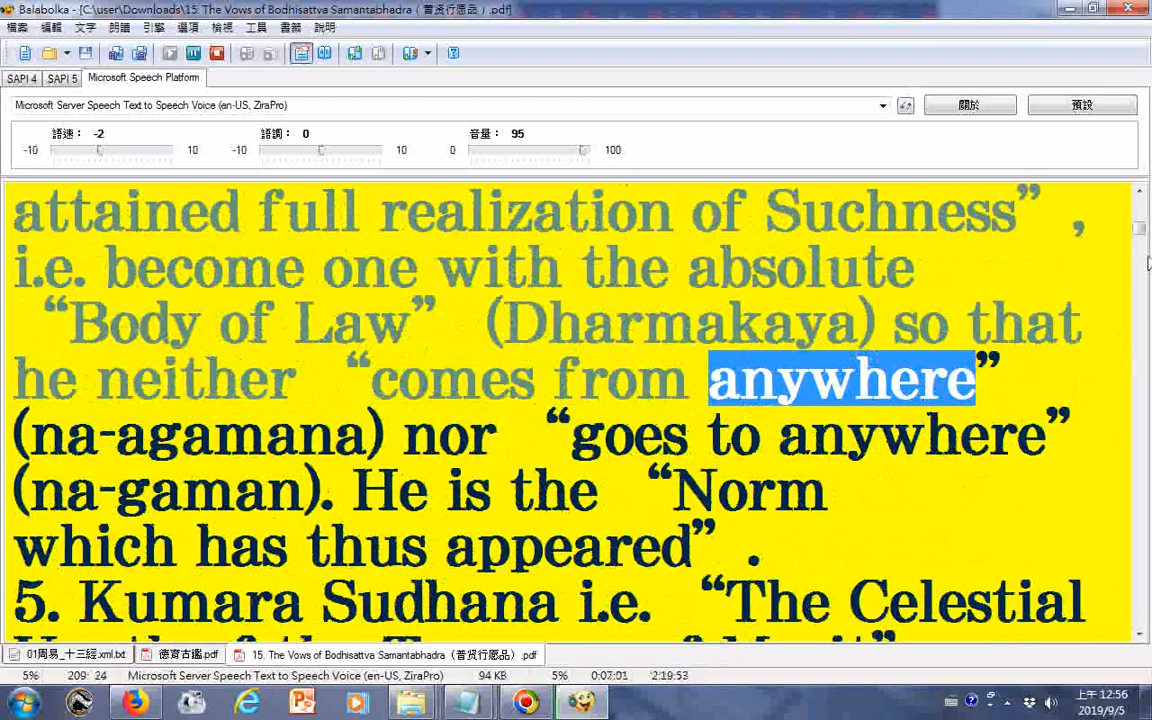 Balabolka - [C:\user\Downloads\15. The Vows of Bodhisattva Samantabhadra（普賢行愿品）.pdf]
檔案 編輯 文字 朗讀 引擎 選項 檢視 工具 書籤 說明
SAPI 4 SAPI 5 Microsoft Speech Platform
Microsoft Server Speech Text to Speech Voice (en-US, ZiraPro) 關於 預設
語速： -2 語調： 0 音量： 95
-10 10 -10 10 0 100
attained full realization of Suchness” ,
i.e. become one with the absolute
“Body of Law” (Dharmakaya) so that
he neither “comes from anywhere”
(na-agamana) nor “goes to anywhere”
(na-gaman). He is the “Norm
which has thus appeared” .
5. Kumara Sudhana i.e. “The Celestial
01周易_十三經.xml.txt 德育古鑑.pdf 15. The Vows of Bodhisattva Samantabhadra（普賢行愿品）.pdf
5% 209: 24 Microsoft Server Speech Text to Speech Voice (en-US, ZiraPro) 94 KB 5% 0:07:01 2:19:53
上午 12:56
2019/9/5